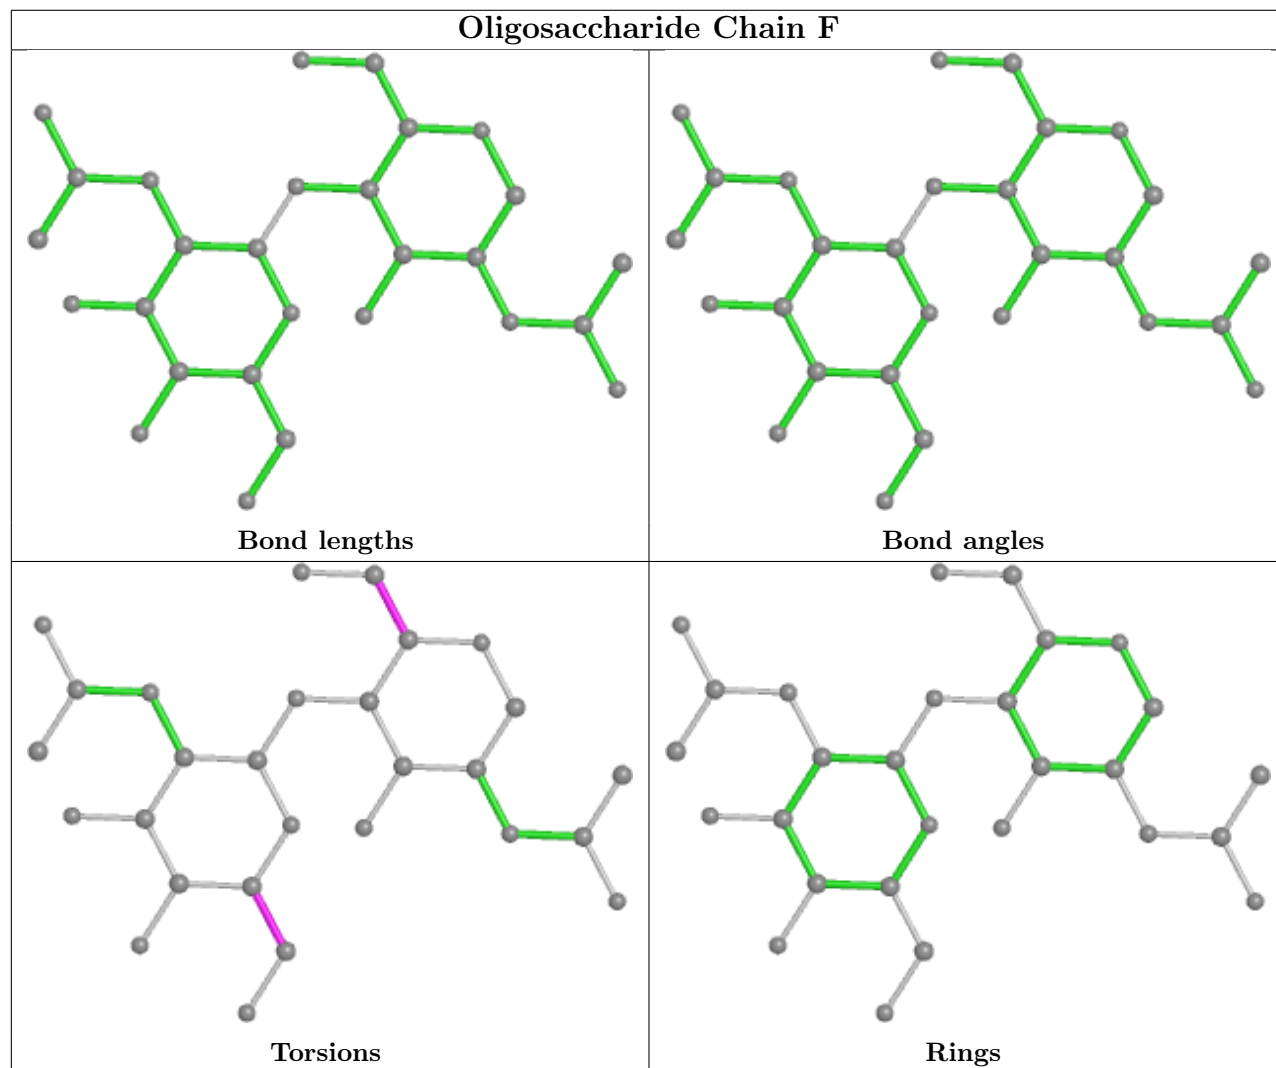 Oligosaccharide Chain F
Bond lengths
Bond angles
Torsions
Rings